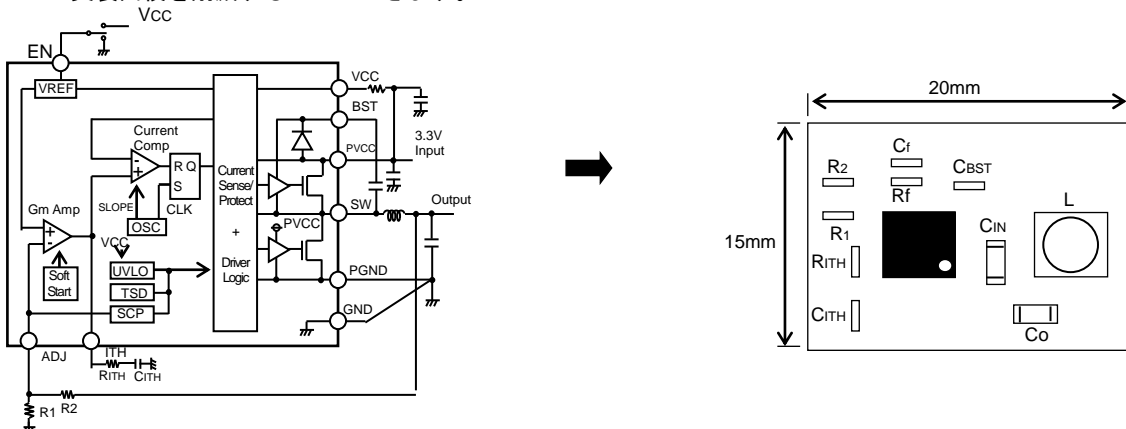 VCC
EN
VREF
VCC
BST
3.3V
Input
Current
Comp
PVCC
R Q
S
Current
Sense/
Protect
+
Driver
Logic
SLOPE
CLK
Gm Amp
OSC
SW
Output
PVCC
VCC
UVLO
Soft
Start
TSD
SCP
PGND
GND
ADJ
ITH
RITH
CITH
R1
R2
20mm
15mm
Cf
R2
Rf
CBST
L
R1
CIN
RITH
CITH
Co